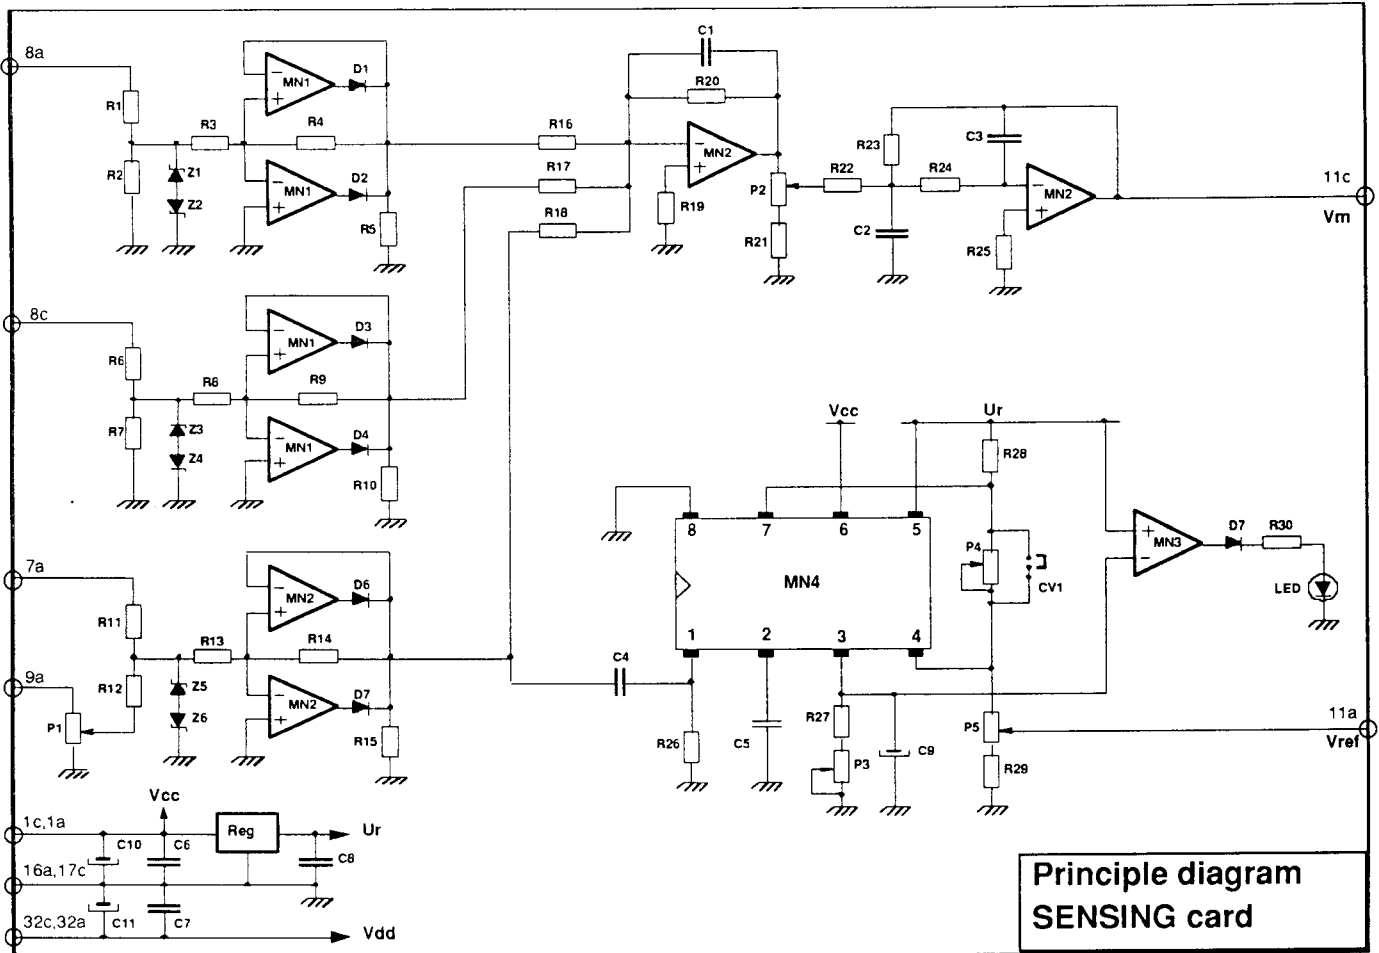 8a
R1
R2
R3
Z1
Z2
MN1
D1
R4
MN1
D2
R5
C1
R20
R16
R17
R18
MN2
R19
P2
R21
R22
R23
C2
R24
C3
R25
MN2
11c
Vm
8c
R6
R7
R8
Z3
Z4
MN1
D3
R9
MN1
D4
R10
7a
R11
9a
R12
P1
R13
Z5
Z6
MN2
D6
R14
MN2
D7
R15
Vcc
Ur
R28
8
7
6
5
MN4
P4
CV1
1
2
3
4
C4
R26
C5
R27
P3
C9
P5
R29
MN3
D7
R30
LED
11a
Vref
Vcc
1c,1a
C10
C6
Reg
C8
Ur
16a,17c
C11
C7
32c,32a
Vdd
Principle diagram
SENSING card